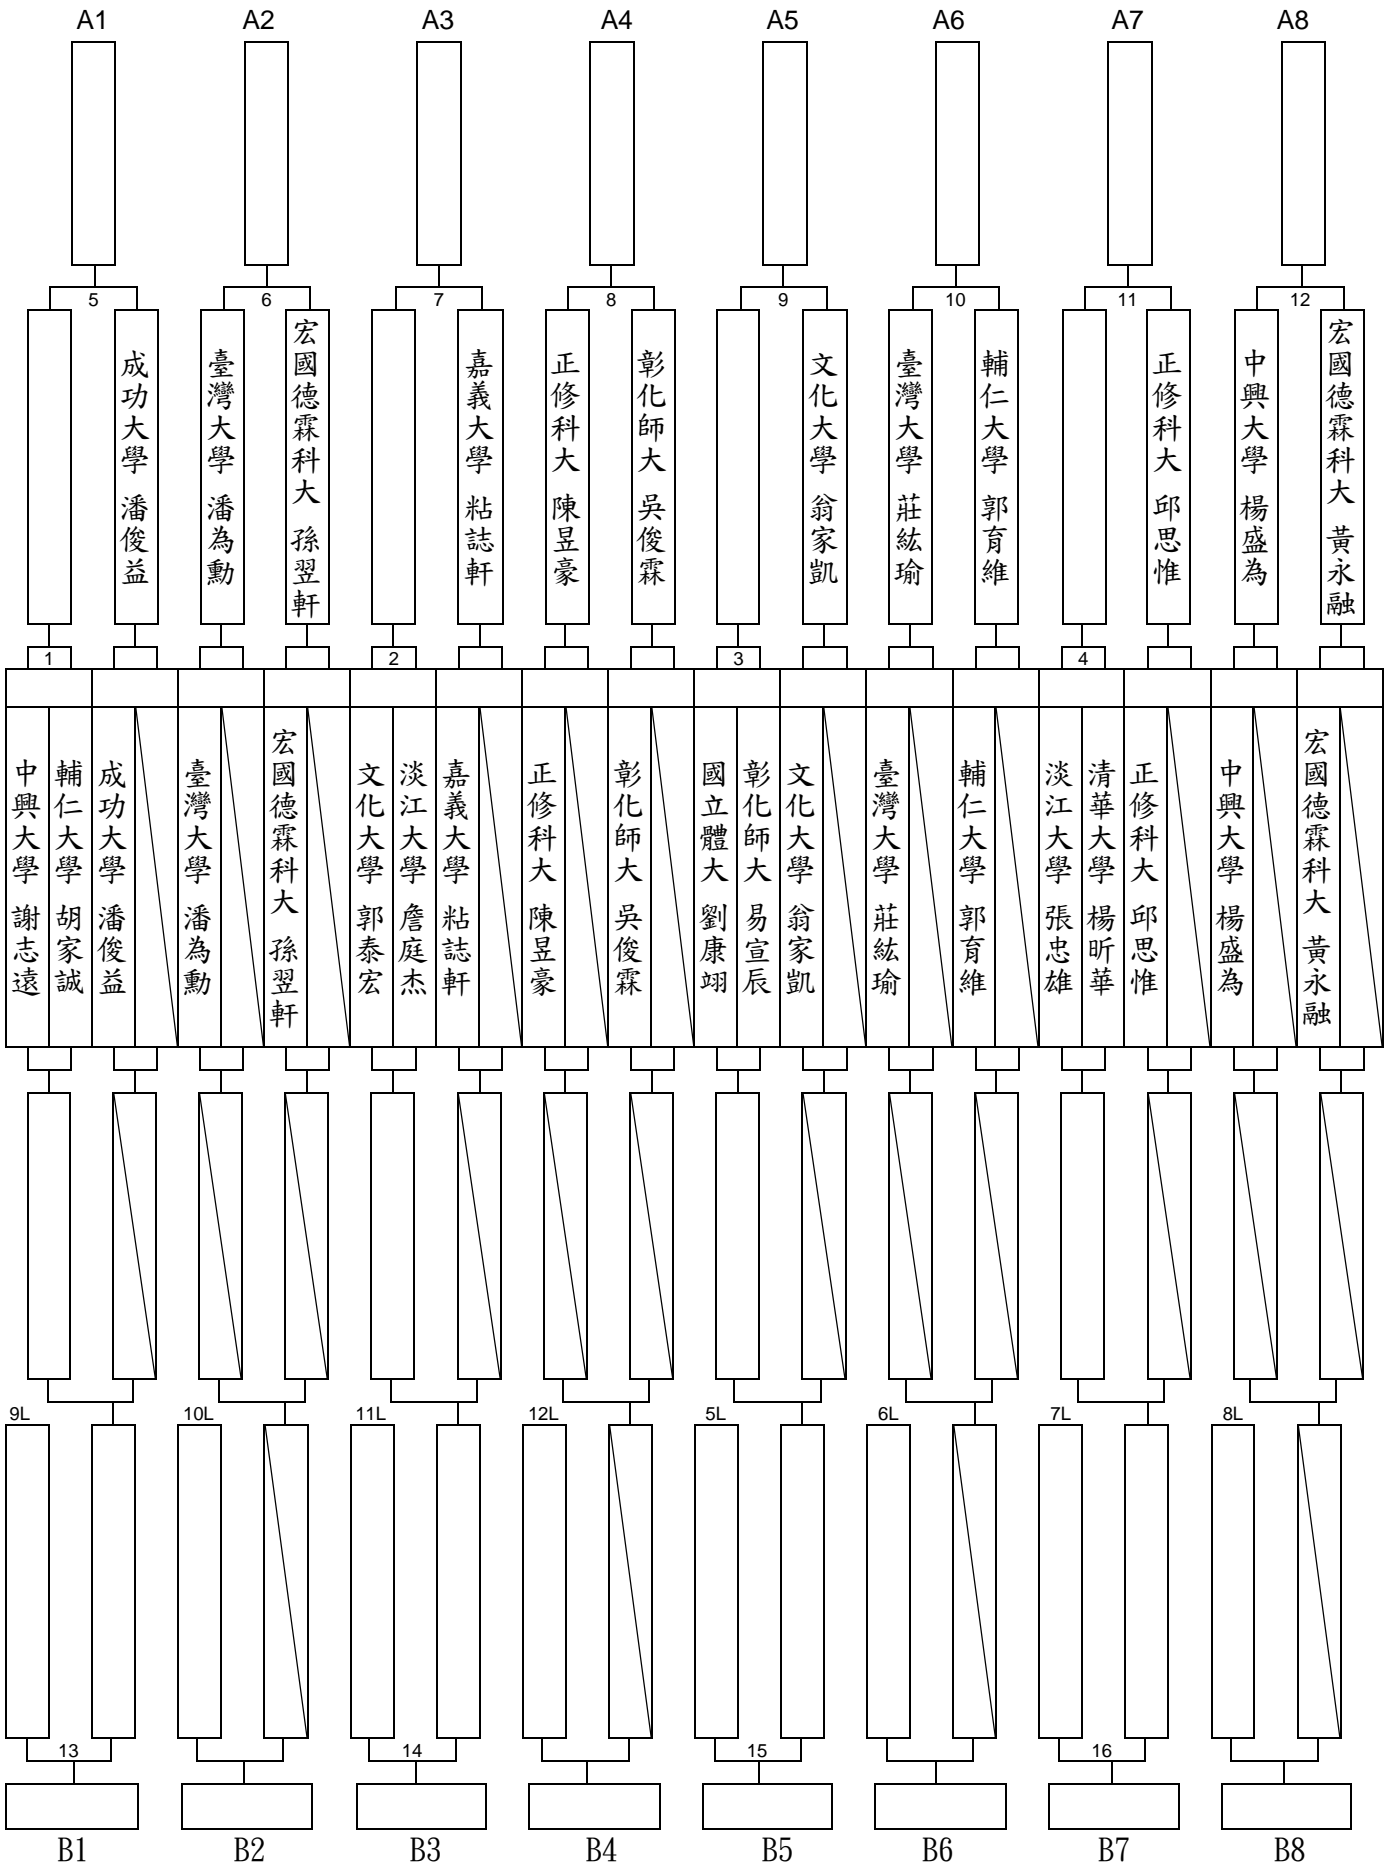 A1 A2 A3 A4 A5 A6 A7 A8
5 6 7 8 9 10 11 12
成功大學 潘俊益
臺灣大學 潘為勳
宏國德霖科大 孫翌軒
嘉義大學 粘誌軒
正修科大 陳昱豪
彰化師大 吳俊霖
文化大學 翁家凱
臺灣大學 莊紘瑜
輔仁大學 郭育維
正修科大 邱思惟
中興大學 楊盛為
宏國德霖科大 黃永融
1 2 3 4
中興大學 謝志遠
輔仁大學 胡家誠
成功大學 潘俊益
臺灣大學 潘為勳
宏國德霖科大 孫翌軒
文化大學 郭泰宏
淡江大學 詹庭杰
嘉義大學 粘誌軒
正修科大 陳昱豪
彰化師大 吳俊霖
國立體大 劉康翊
彰化師大 易宣辰
文化大學 翁家凱
臺灣大學 莊紘瑜
輔仁大學 郭育維
淡江大學 張忠雄
清華大學 楊昕華
正修科大 邱思惟
中興大學 楊盛為
宏國德霖科大 黃永融
9L 10L 11L 12L 5L 6L 7L 8L
13 14 15 16
B1 B2 B3 B4 B5 B6 B7 B8